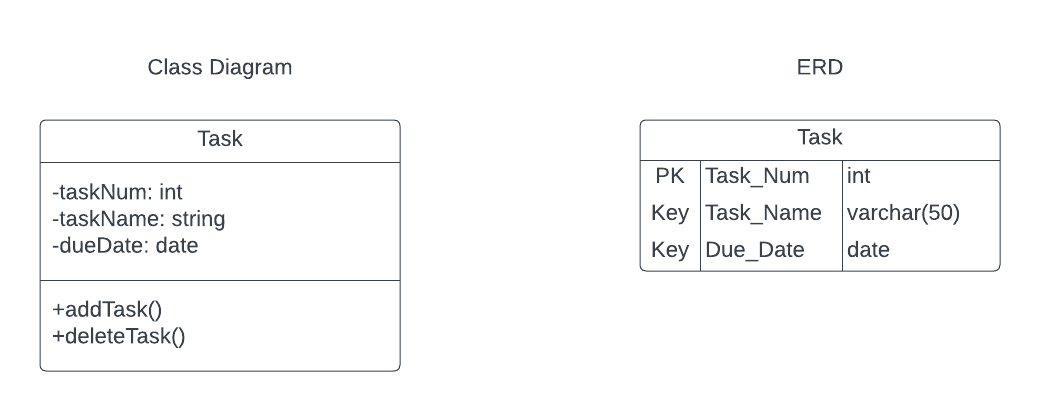 Class Diagram
Task
-taskNum: int
-taskName: string
-dueDate: date
+addTask()
+deleteTask()
ERD
Task
PK Task_Num int
Key Task_Name varchar(50)
Key Due_Date date